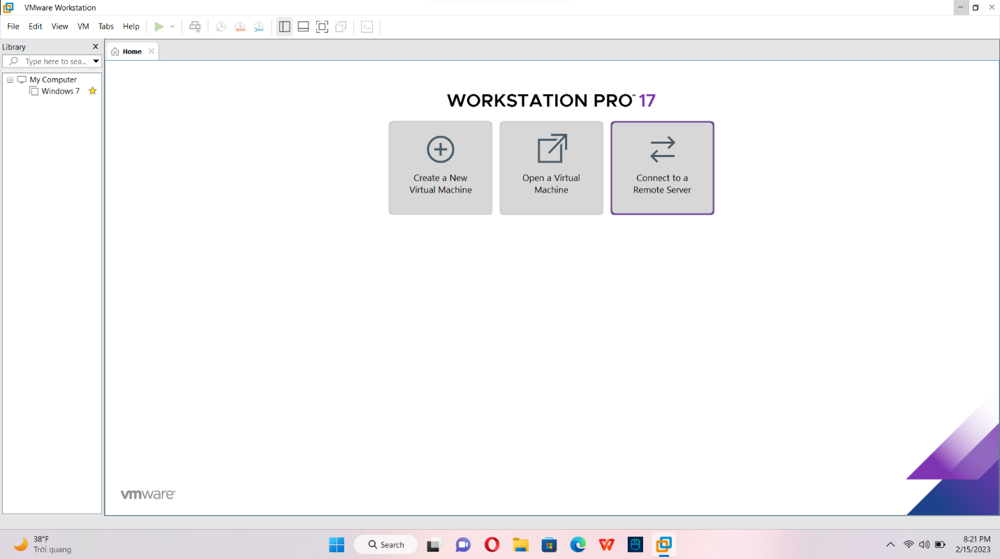 VMware Workstation
File Edit View VM Tabs Help
Library
Type here to sea...
My Computer
Windows 7
Home
WORKSTATION PRO™ 17
Create a New
Virtual Machine
Open a Virtual
Machine
Connect to a
Remote Server
vmware®
38°F
Trời quang
Search
8:21 PM
2/15/2023